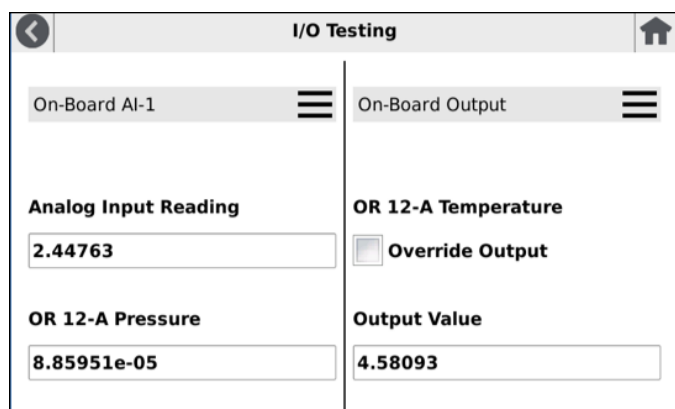 I/O Testing
On-Board AI-1
On-Board Output
Analog Input Reading
OR 12-A Temperature
2.44763
Override Output
OR 12-A Pressure
Output Value
8.85951e-05
4.58093